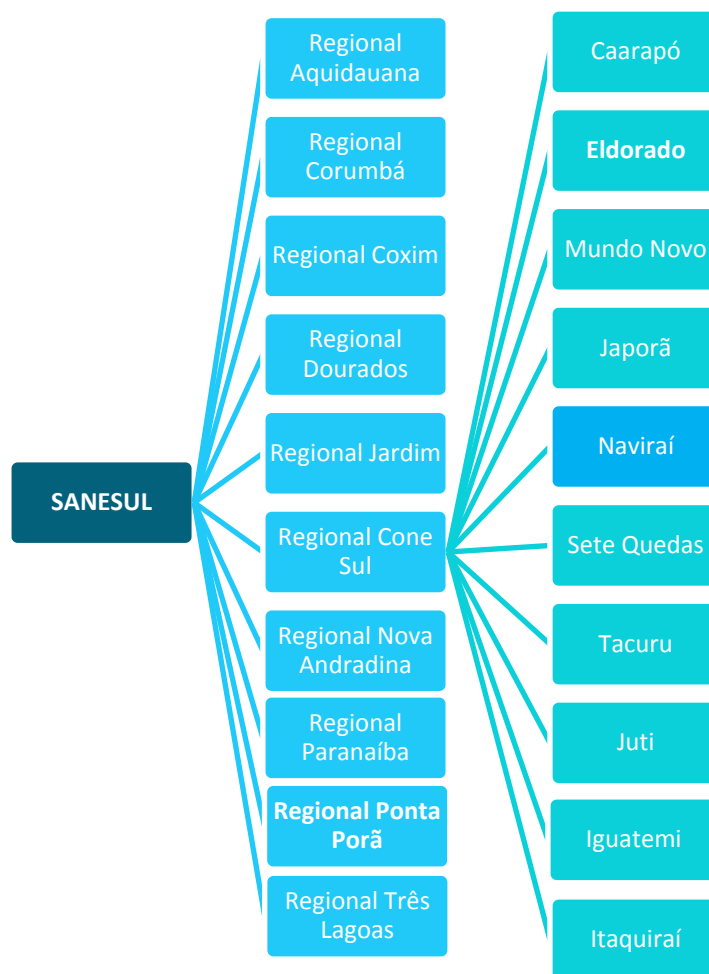 SANESUL
Regional
Aquidauana
Regional
Corumbá
Regional Coxim
Regional
Dourados
Regional Jardim
Regional Cone
Sul
Regional Nova
Andradina
Regional
Paranaíba
Regional Ponta
Porã
Regional Três
Lagoas
Caarapó
Eldorado
Mundo Novo
Japorã
Naviraí
Sete Quedas
Tacuru
Juti
Iguatemi
Itaquiraí